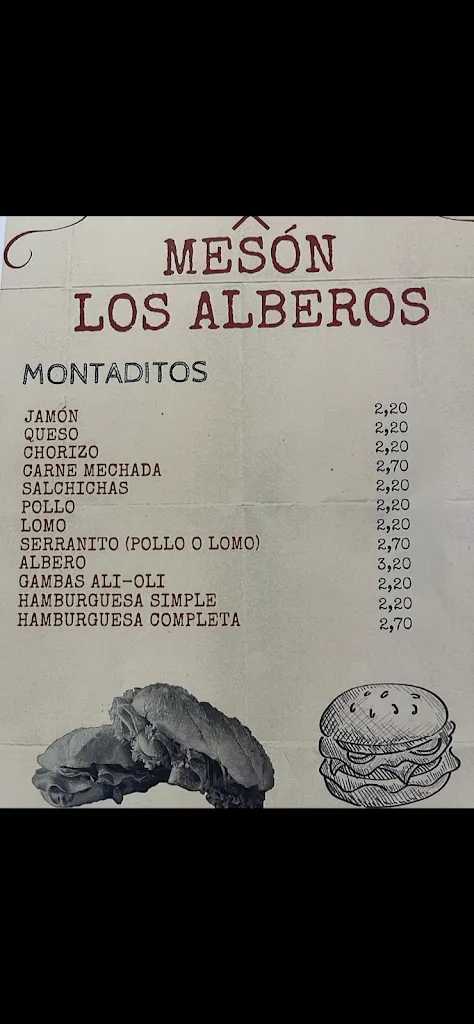 MESÓN
LOS ALBEROS
MONTADITOS
JAMÓN 2,20
QUESO 2,20
CHORIZO 2,20
CARNE MECHADA 2,70
SALCHICHAS 2,20
POLLO 2,20
LOMO 2,20
SERRANITO (POLLO O LOMO) 2,70
ALBERO 3,20
GAMBAS ALI-OLI 2,20
HAMBURGUESA SIMPLE 2,20
HAMBURGUESA COMPLETA 2,70